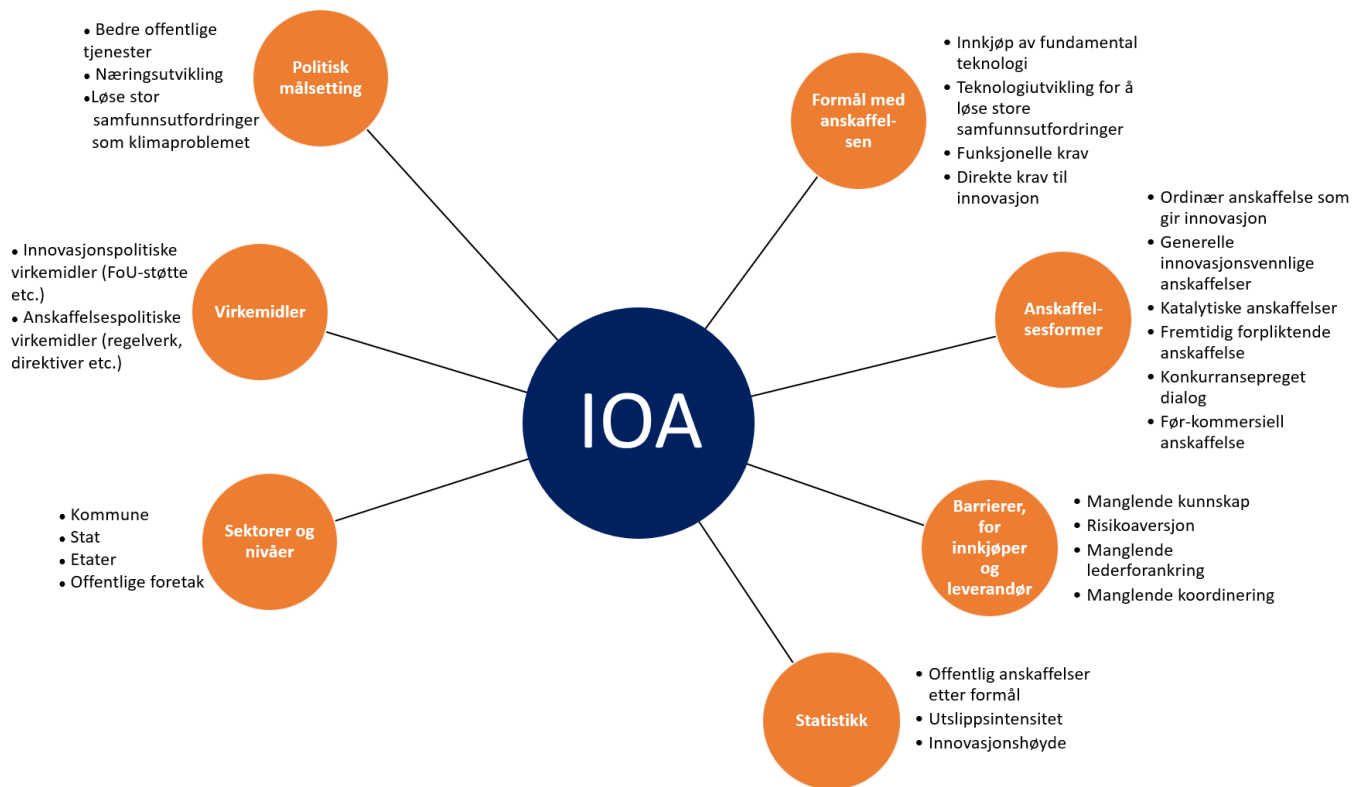 • Bedre offentlige
tjenester
• Næringsutvikling
•Løse stor
samfunnsutfordringer
som klimaproblemet
Politisk
målsetting
Formål med
anskaffel-
sen
• Innkjøp av fundamental
teknologi
• Teknologiutvikling for å
løse store
samfunnsutfordringer
• Funksjonelle krav
• Direkte krav til
innovasjon
• Innovasjonspolitiske
virkemidler (FoU-støtte
etc.)
• Anskaffelsespolitiske
virkemidler (regelverk,
direktiver etc.)
Virkemidler
Anskaffel-
sesformer
• Ordinær anskaffelse som
gir innovasjon
• Generelle
innovasjonsvennlige
anskaffelser
• Katalytiske anskaffelser
• Fremtidig forpliktende
anskaffelse
• Konkurransepreget
dialog
• Før-kommersiell
anskaffelse
IOA
• Kommune
• Stat
• Etater
• Offentlige foretak
Sektorer og
nivåer
Barrierer,
for
innkjøper
og
leverandør
• Manglende kunnskap
• Risikoaversjon
• Manglende
lederforankring
• Manglende koordinering
Statistikk
• Offentlig anskaffelser
etter formål
• Utslippsintensitet
• Innovasjonshøyde